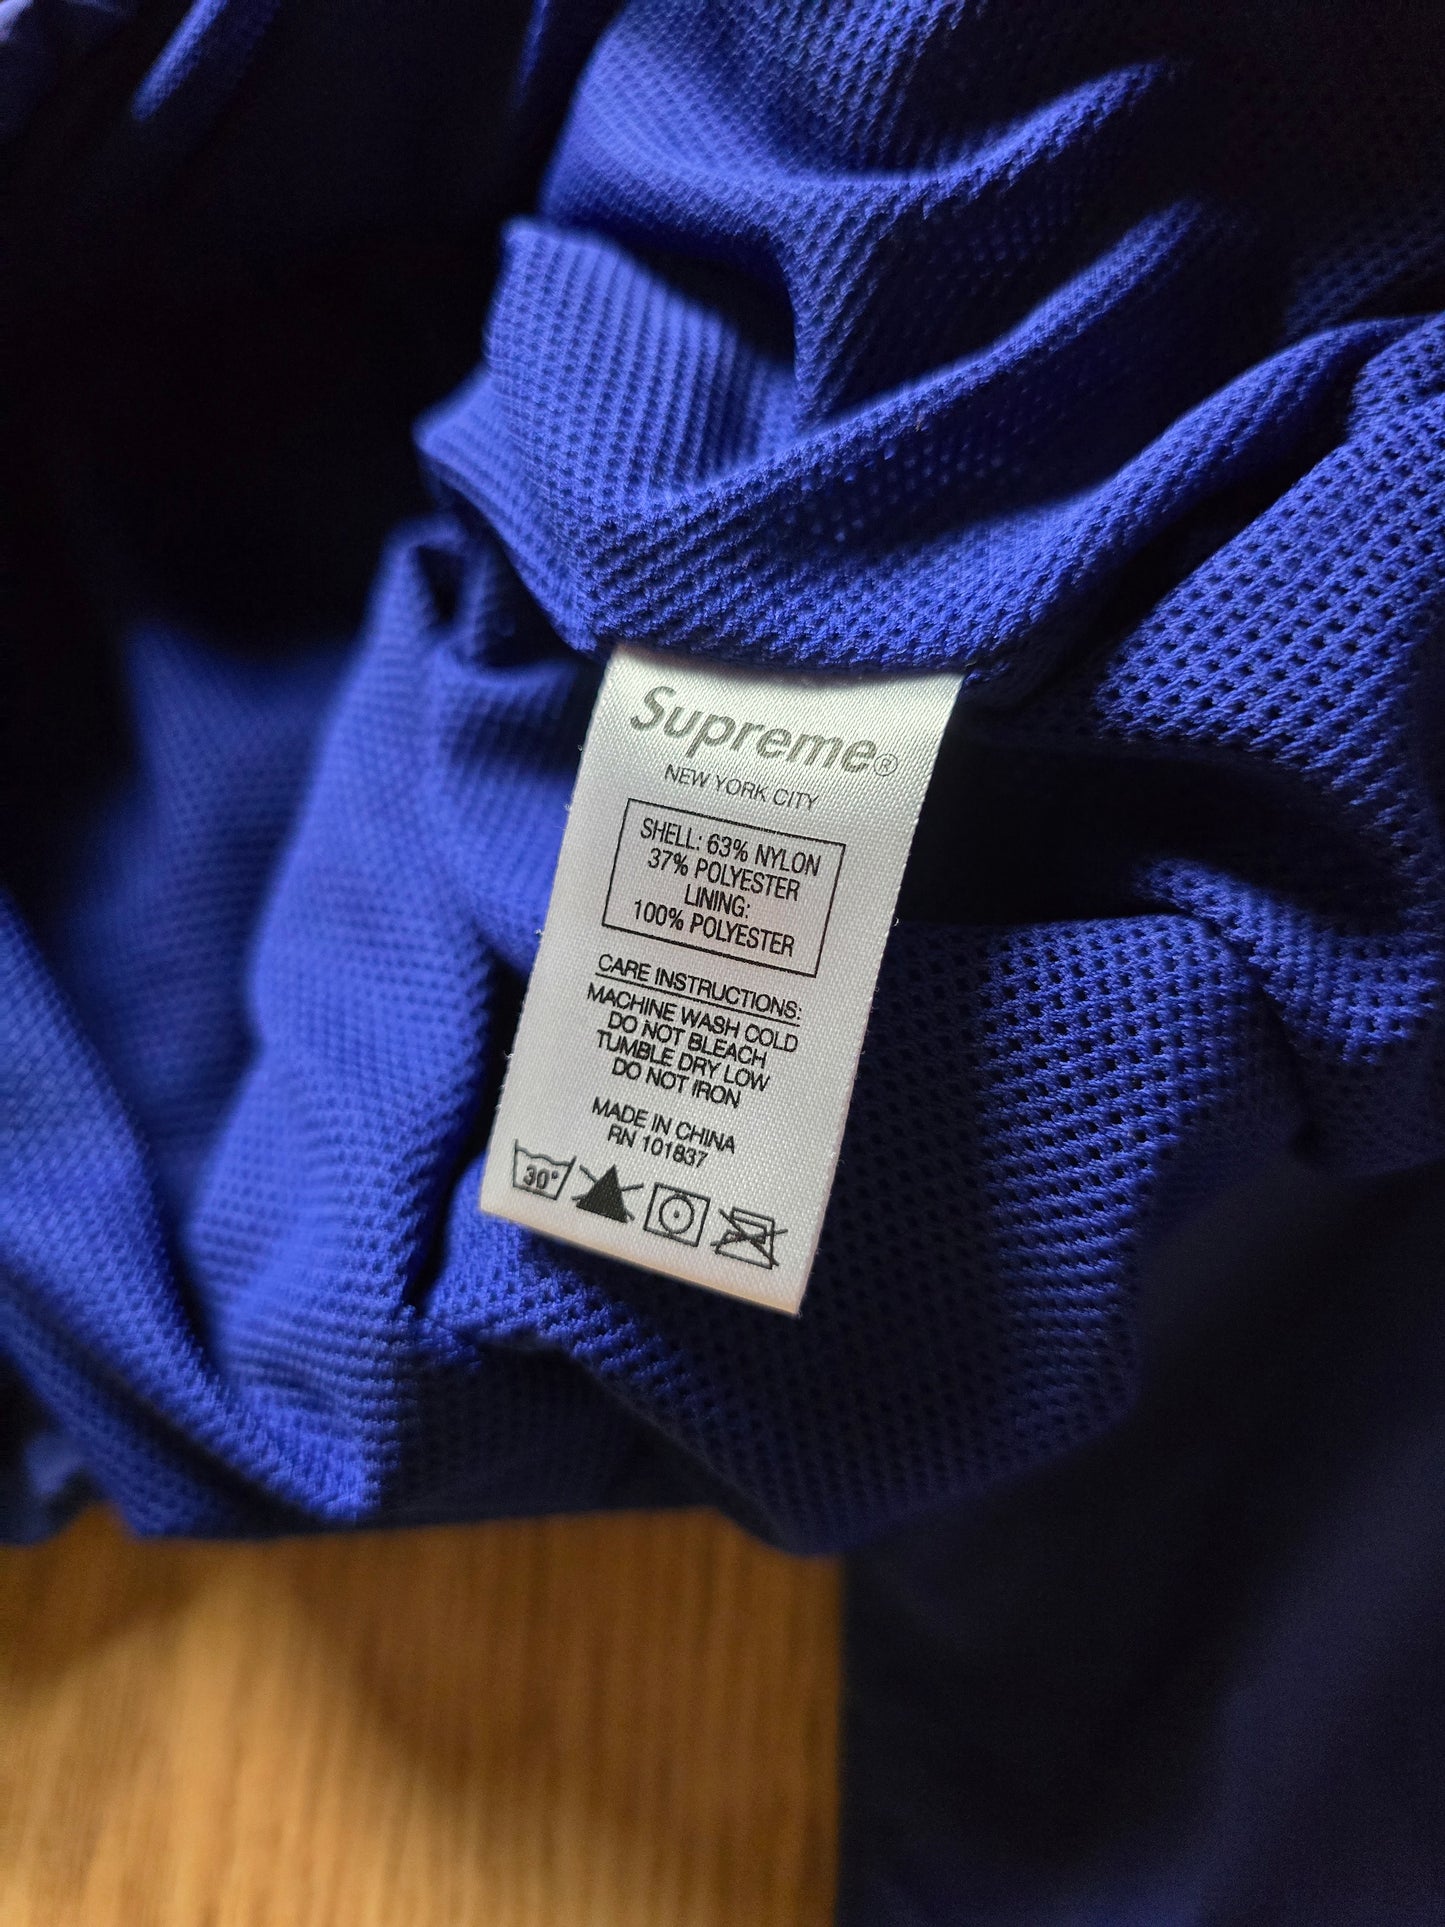 Supreme®
NEW YORK CITY
SHELL: 63% NYLON
37% POLYESTER
LINING:
100% POLYESTER
CARE INSTRUCTIONS:
MACHINE WASH COLD
DO NOT BLEACH
TUMBLE DRY LOW
DO NOT IRON
MADE IN CHINA
RN 101837
30°